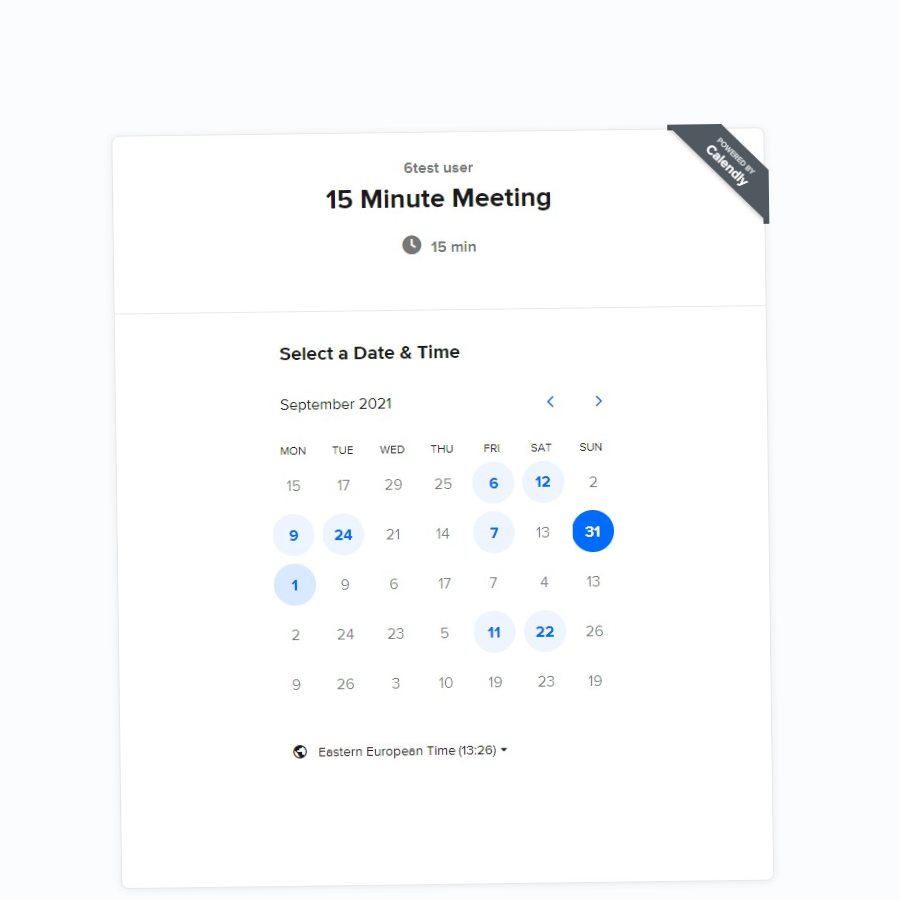 POWERED BY
Calendly
6test user
15 Minute Meeting
15 min
Select a Date & Time
September 2021
MON TUE WED THU FRI SAT SUN
15 17 29 25 6 12 2
9 24 21 14 7 13 31
1 9 6 17 7 4 13
2 24 23 5 11 22 26
9 26 3 10 19 23 19
Eastern European Time (13:26)